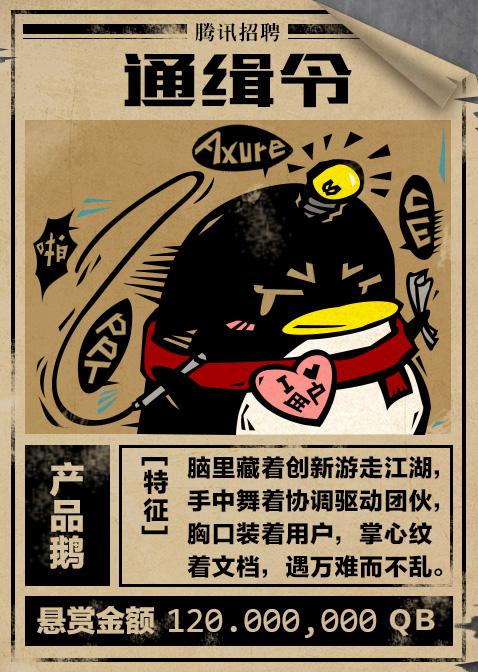 腾讯招聘
通缉令
Axure
啪
PPT
用户
产品鹅
[特征]
脑里藏着创新游走江湖，
手中舞着协调驱动团伙，
胸口装着用户，掌心纹
着文档，遇万难而不乱。
悬赏金额 120.000,000 QB